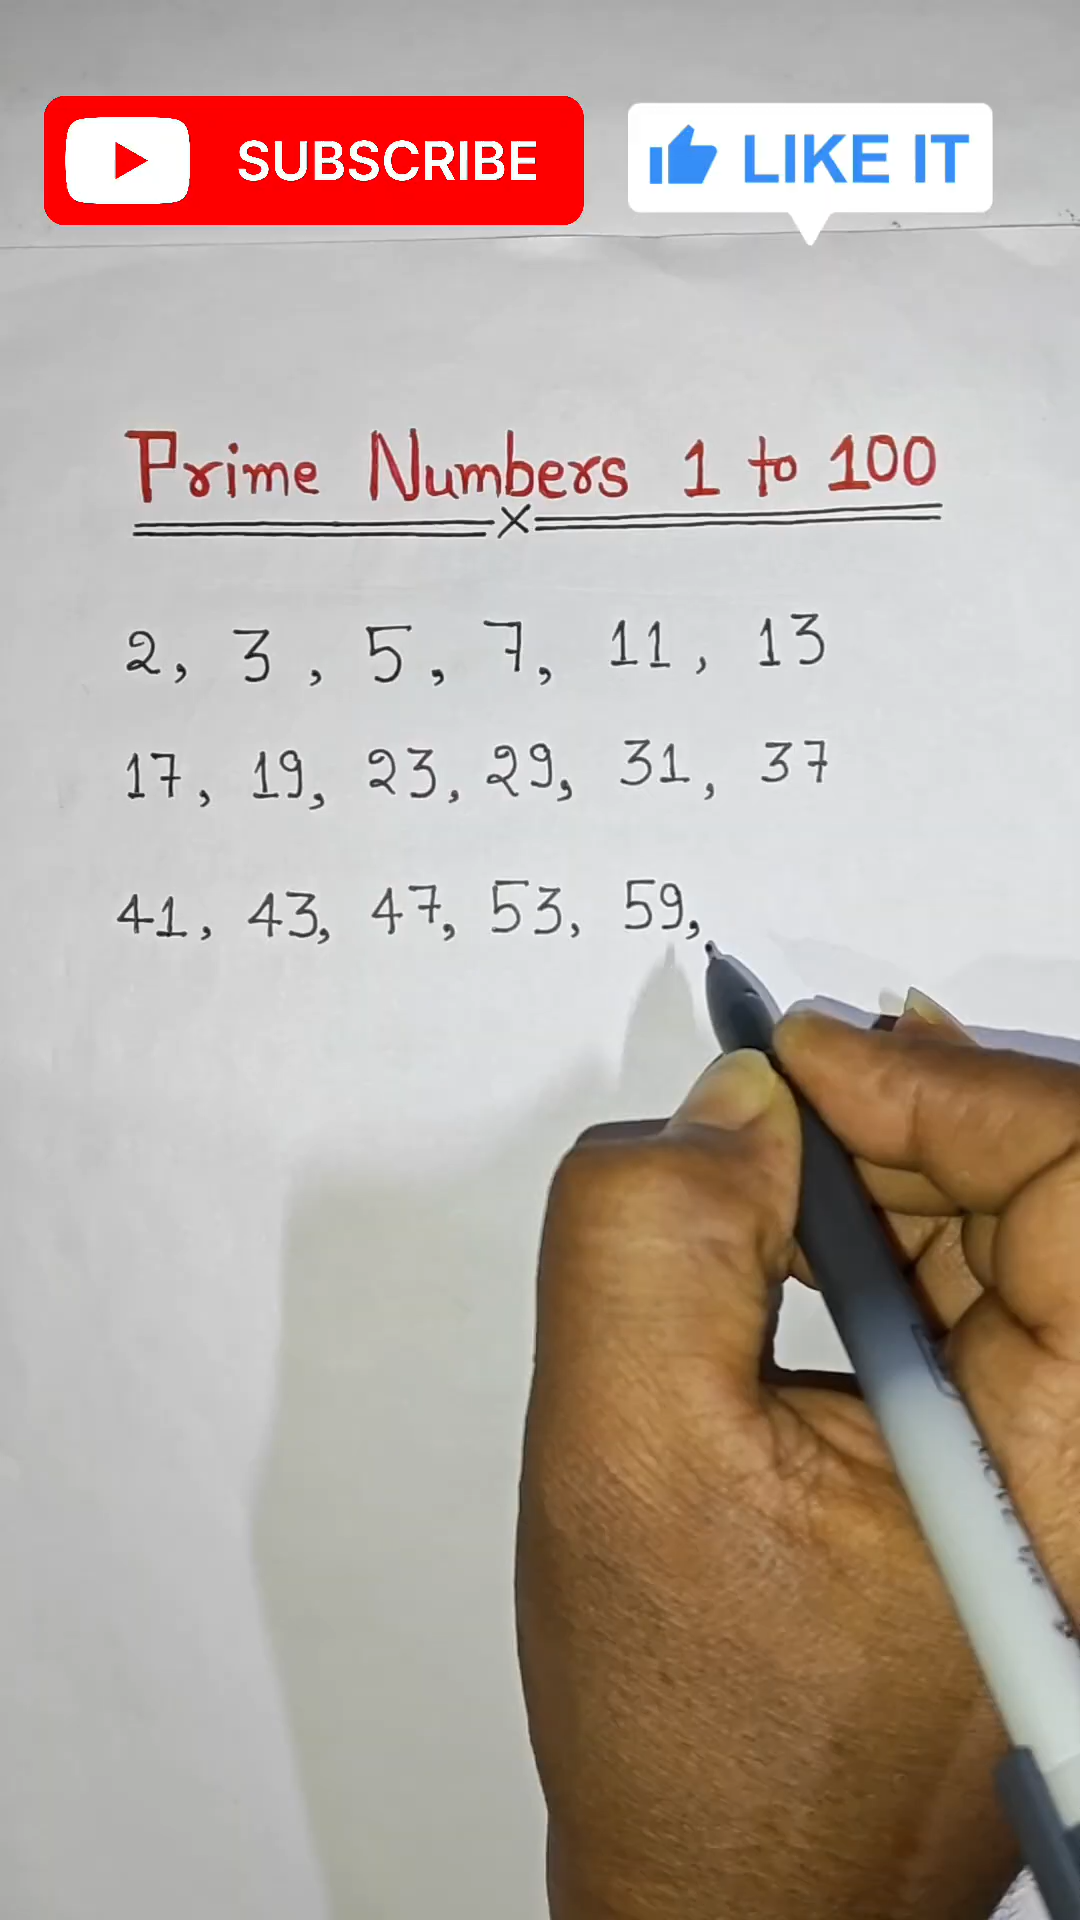 SUBSCRIBE
LIKE IT
Prime Numbers 1 to 100
2, 3, 5, 7, 11, 13
17, 19, 23, 29, 31, 37
41, 43, 47, 53, 59,